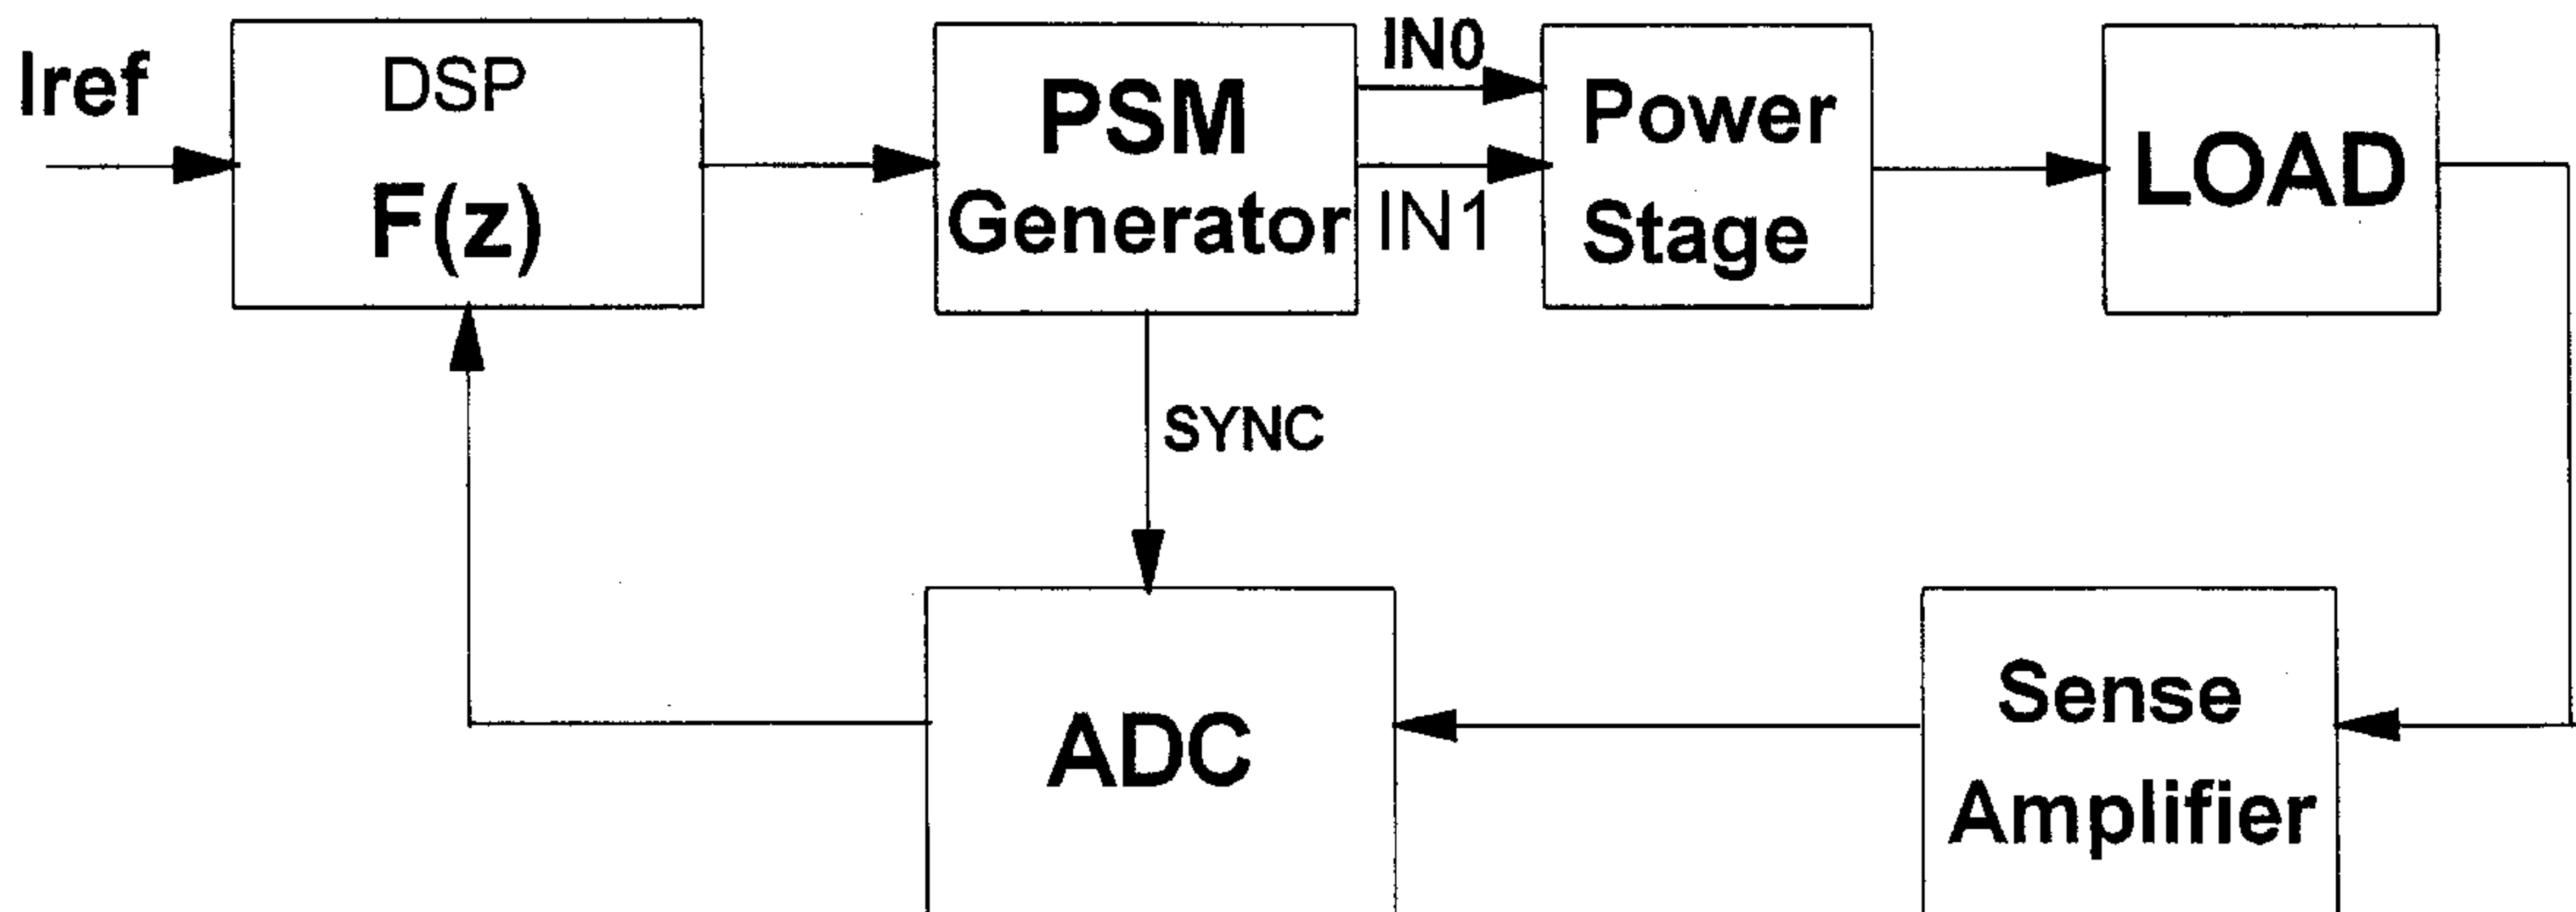 Iref
DSP
F(z)
PSM
Generator
IN0
IN1
Power
Stage
LOAD
SYNC
ADC
Sense
Amplifier